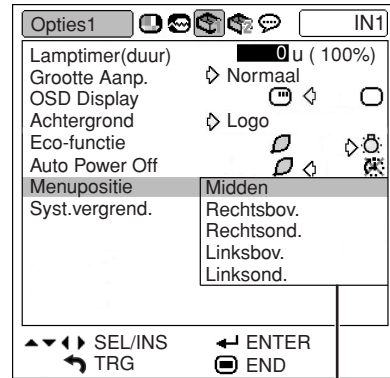 Opties1 IN1
Lamptimer(duur) 0 u ( 100%)
Grootte Aanp. Normaal
OSD Display
Achtergrond Logo
Eco-functie
Auto Power Off
Menupositie Midden
Syst.vergrend. Rechtsbov.
Rechtsond.
Linksbov.
Linksond.
SEL/INS ENTER
TRG END